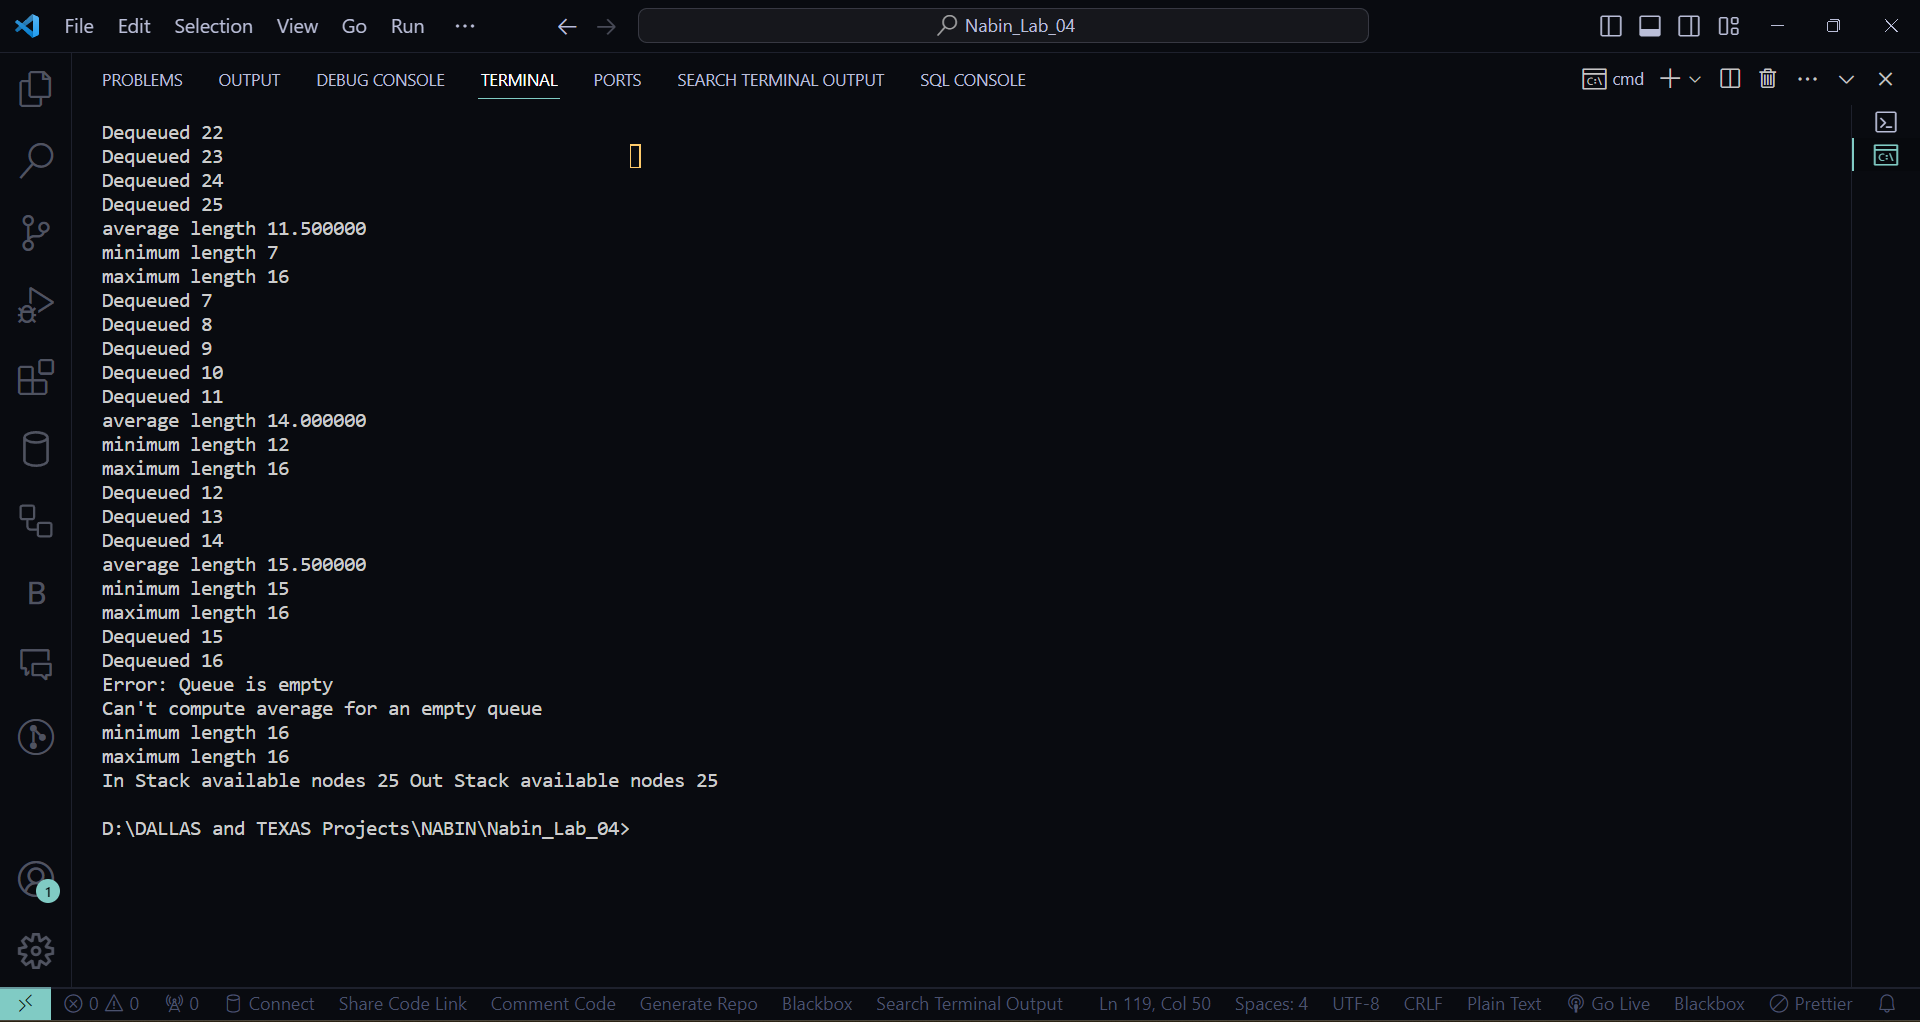 File Edit Selection View Go Run ··· Nabin_Lab_04
PROBLEMS OUTPUT DEBUG CONSOLE TERMINAL PORTS SEARCH TERMINAL OUTPUT SQL CONSOLE cmd
Dequeued 22
Dequeued 23
Dequeued 24
Dequeued 25
average length 11.500000
minimum length 7
maximum length 16
Dequeued 7
Dequeued 8
Dequeued 9
Dequeued 10
Dequeued 11
average length 14.000000
minimum length 12
maximum length 16
Dequeued 12
Dequeued 13
Dequeued 14
average length 15.500000
minimum length 15
maximum length 16
Dequeued 15
Dequeued 16
Error: Queue is empty
Can't compute average for an empty queue
minimum length 16
maximum length 16
In Stack available nodes 25 Out Stack available nodes 25
D:\DALLAS and TEXAS Projects\NABIN\Nabin_Lab_04>
B
1
0 0 0 Connect Share Code Link Comment Code Generate Repo Blackbox Search Terminal Output Ln 119, Col 50 Spaces: 4 UTF-8 CRLF Plain Text Go Live Blackbox Prettier